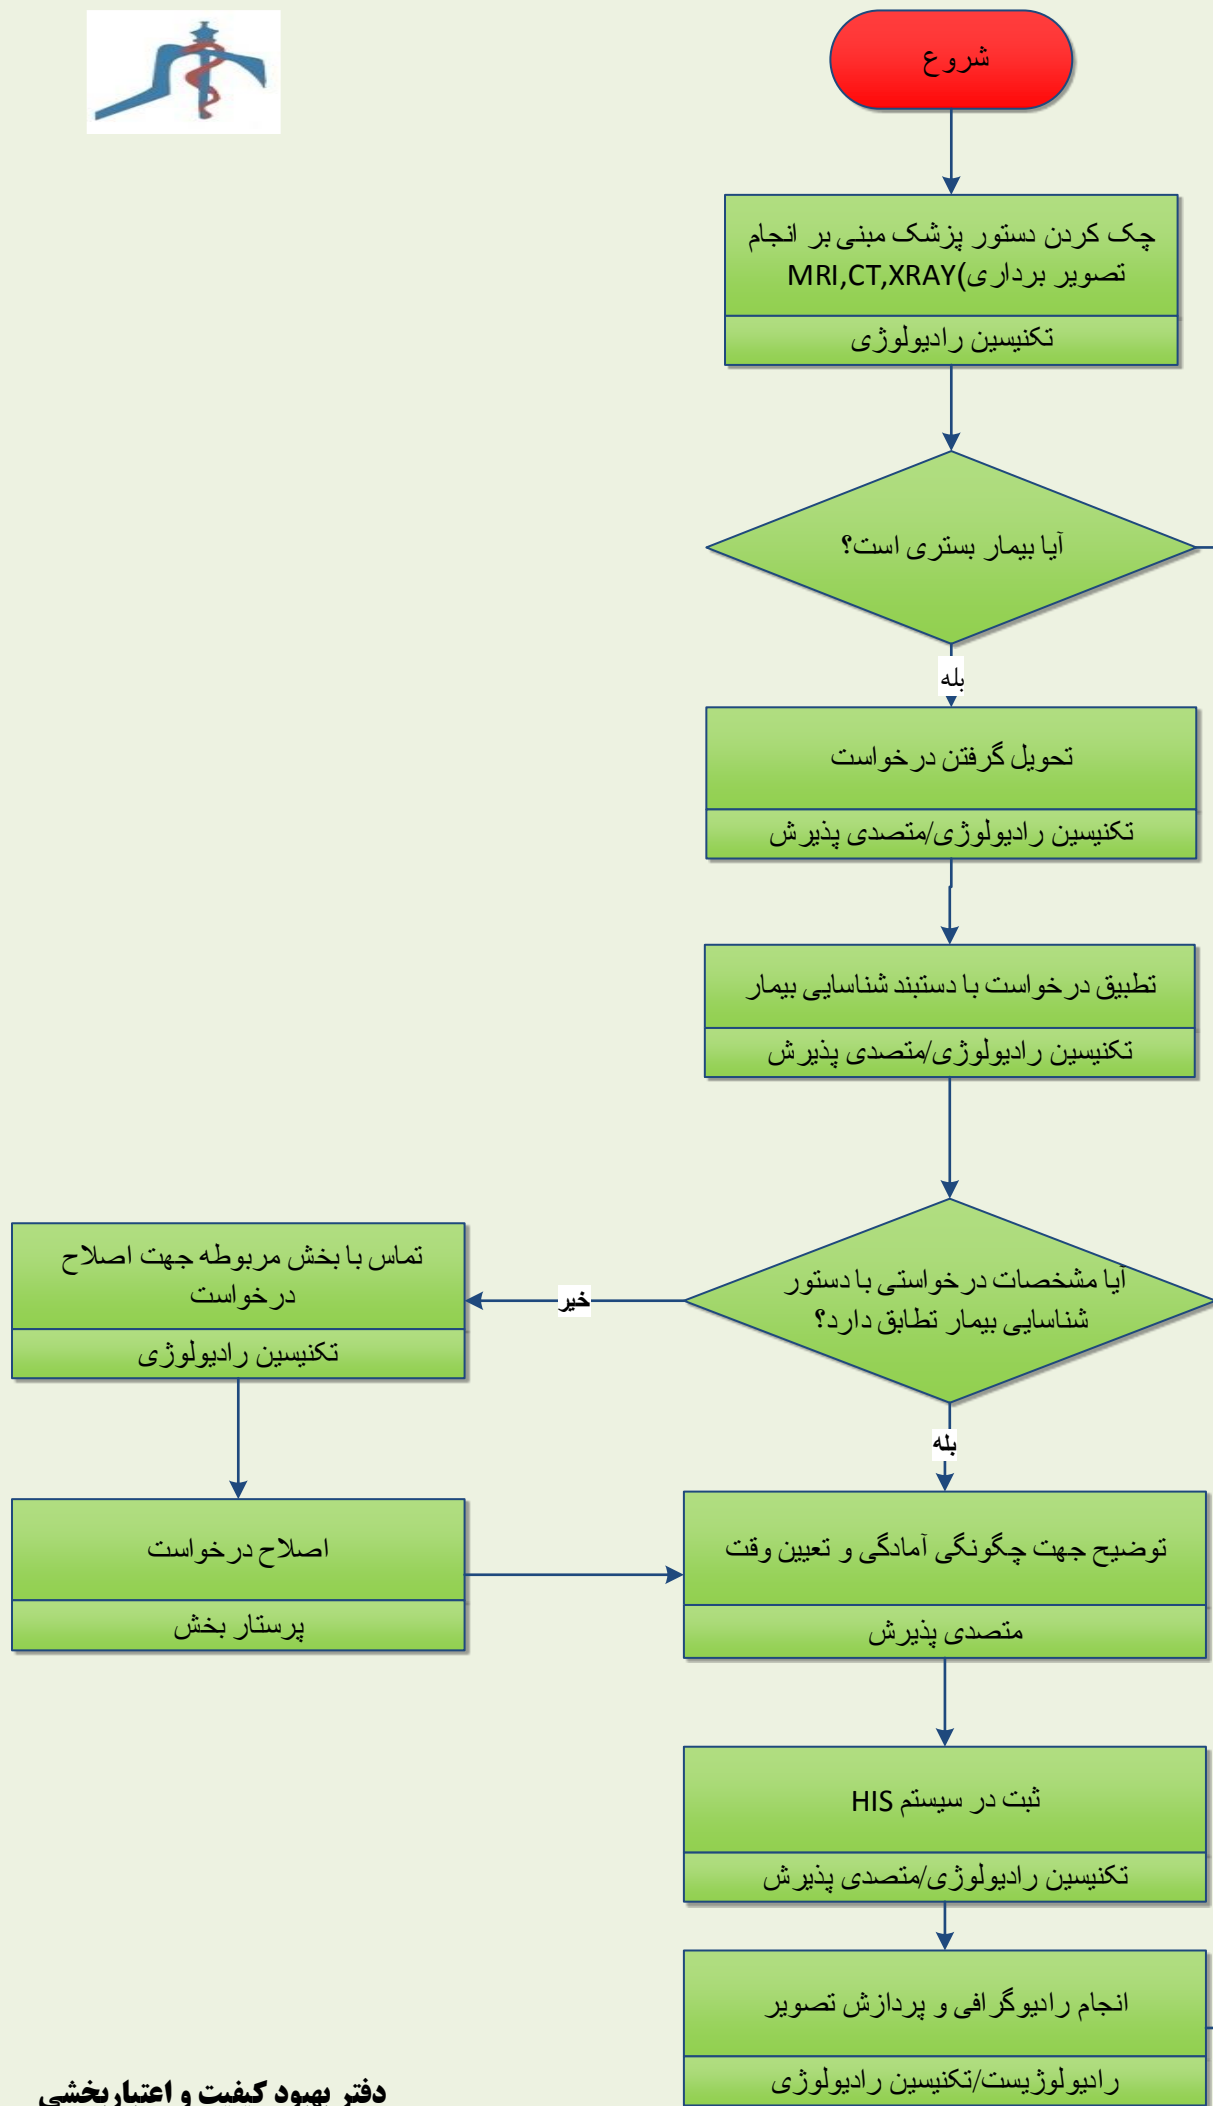 شروع
چک کردن دستور پزشک مبنی بر انجام
تصویر برداری(MRI,CT,XRAY
تکنیسین رادیولوژی
آیا بیمار بستری است؟
بله
تحویل گرفتن درخواست
تکنیسین رادیولوژی/متصدی پذیرش
تطبیق درخواست با دستبند شناسایی بیمار
تکنیسین رادیولوژی/متصدی پذیرش
آیا مشخصات درخواستی با دستور
شناسایی بیمار تطابق دارد؟
خیر
تماس با بخش مربوطه جهت اصلاح
درخواست
تکنیسین رادیولوژی
بله
اصلاح درخواست
پرستار بخش
توضیح جهت چگونگی آمادگی و تعیین وقت
متصدی پذیرش
ثبت در سیستم HIS
تکنیسین رادیولوژی/متصدی پذیرش
انجام رادیوگرافی و پردازش تصویر
رادیولوژیست/تکنیسین رادیولوژی
دفتر بهبود کیفیت و اعتباربخشی